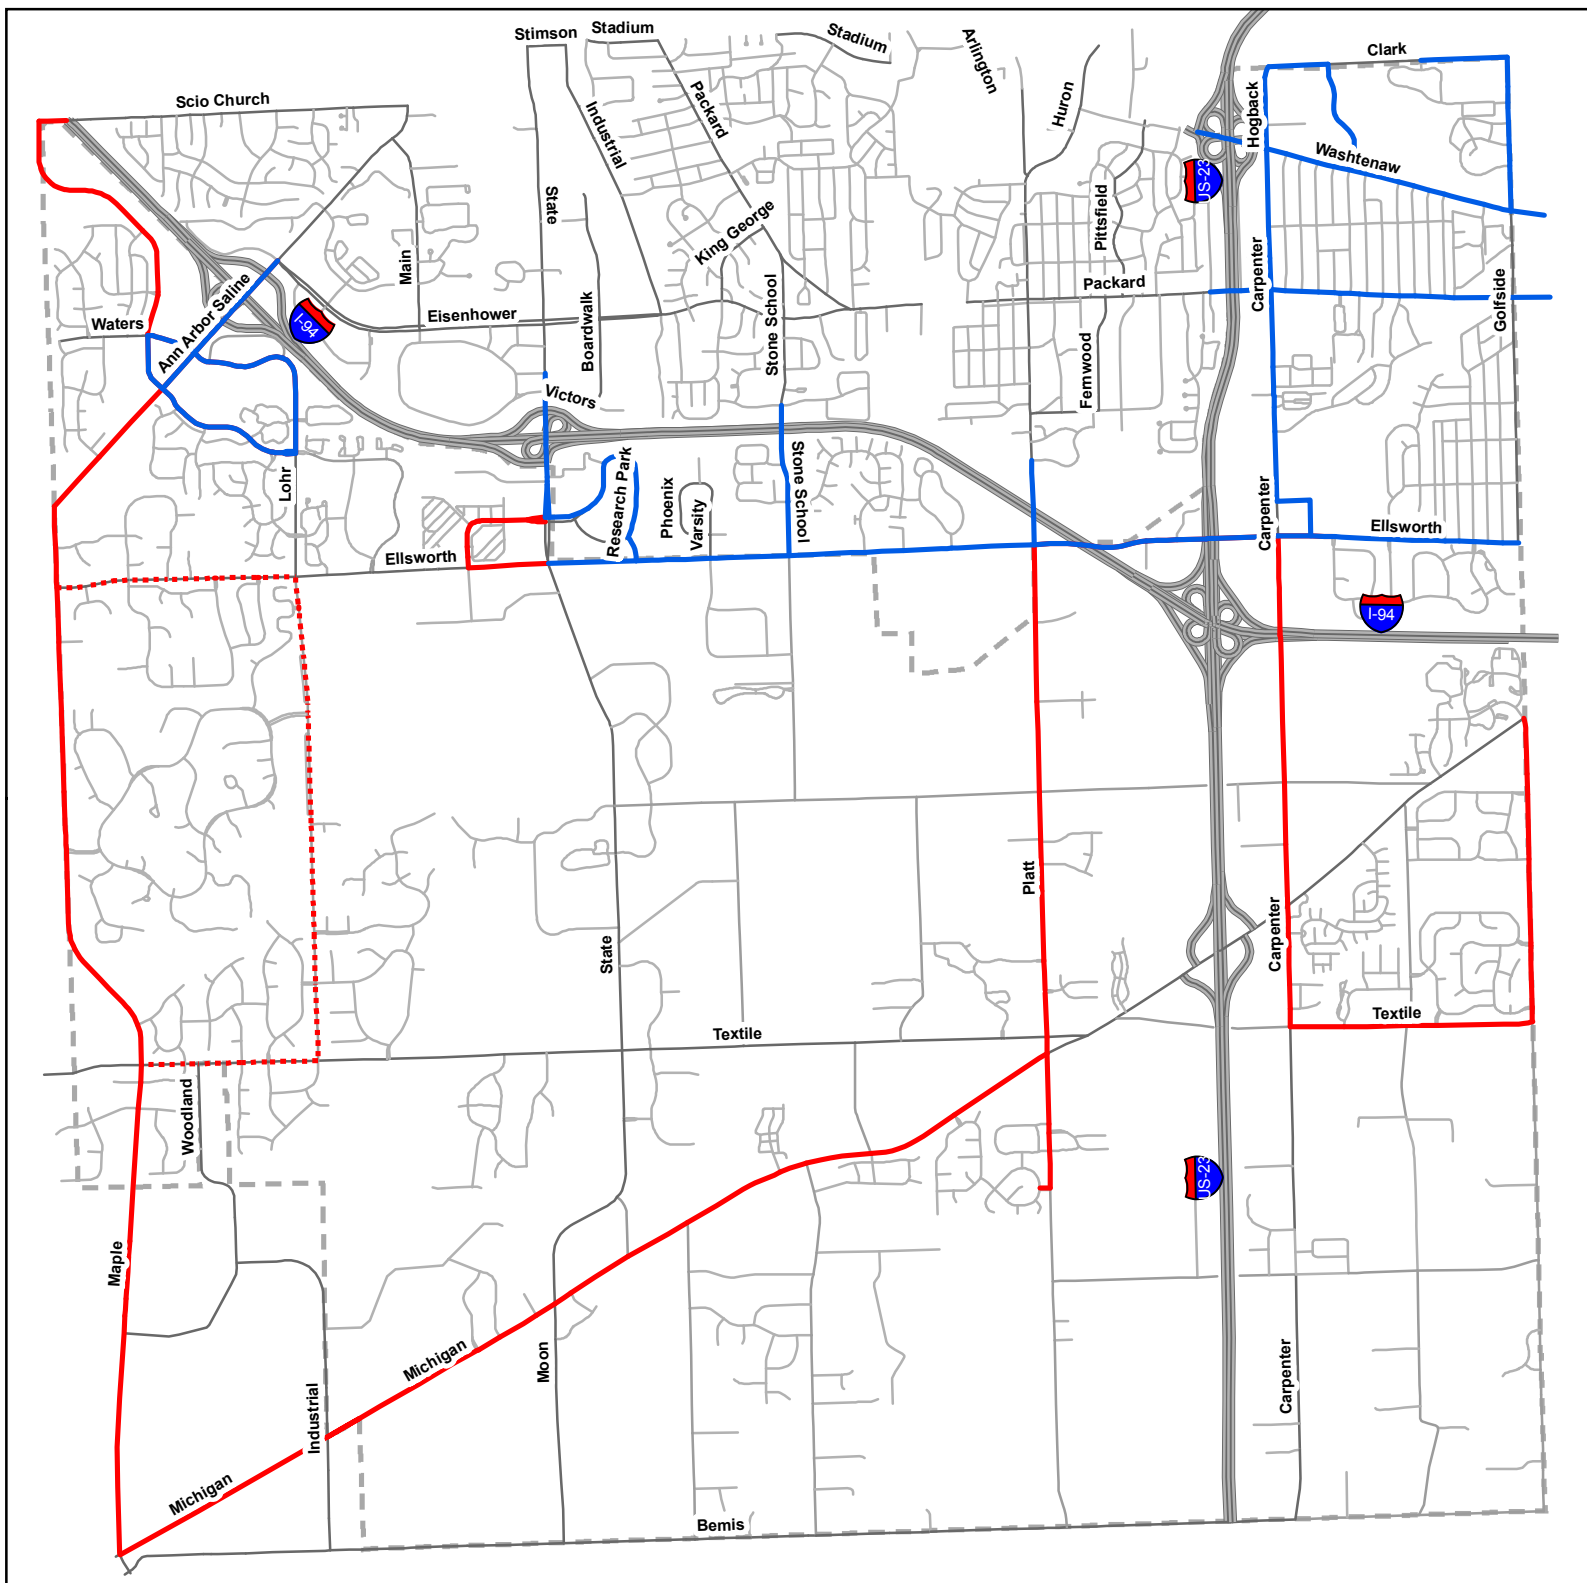 Stimson
Stadium
Stadium
Arlington
Clark
Scio Church
Packard
Industrial
Huron
Hogback
Washtenaw
US-23
State
King George
Pittsfield
Main
Carpenter
Golfside
Packard
Ann Arbor Saline
I-94
Waters
Eisenhower
Boardwalk
Stone School
Fernwood
Victors
Lohr
Research Park
Phoenix
Varsity
Stone School
Carpenter
Ellsworth
Ellsworth
I-94
Platt
State
Carpenter
Textile
Textile
Woodland
US-23
Maple
Michigan
Moon
Carpenter
Industrial
Michigan
Bemis